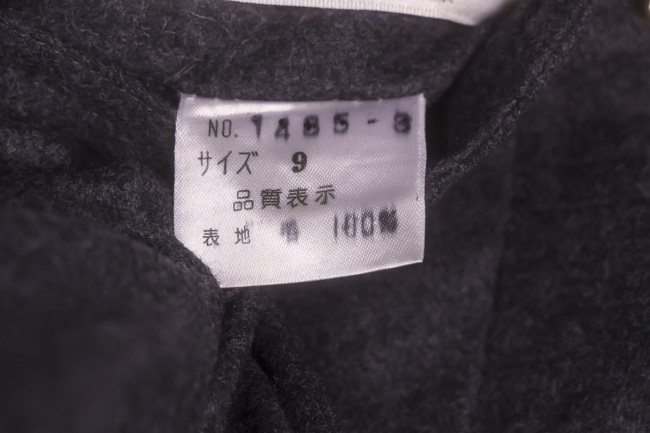 NO. 1485-3
サイズ 9
品質表示
表地 毛 100%